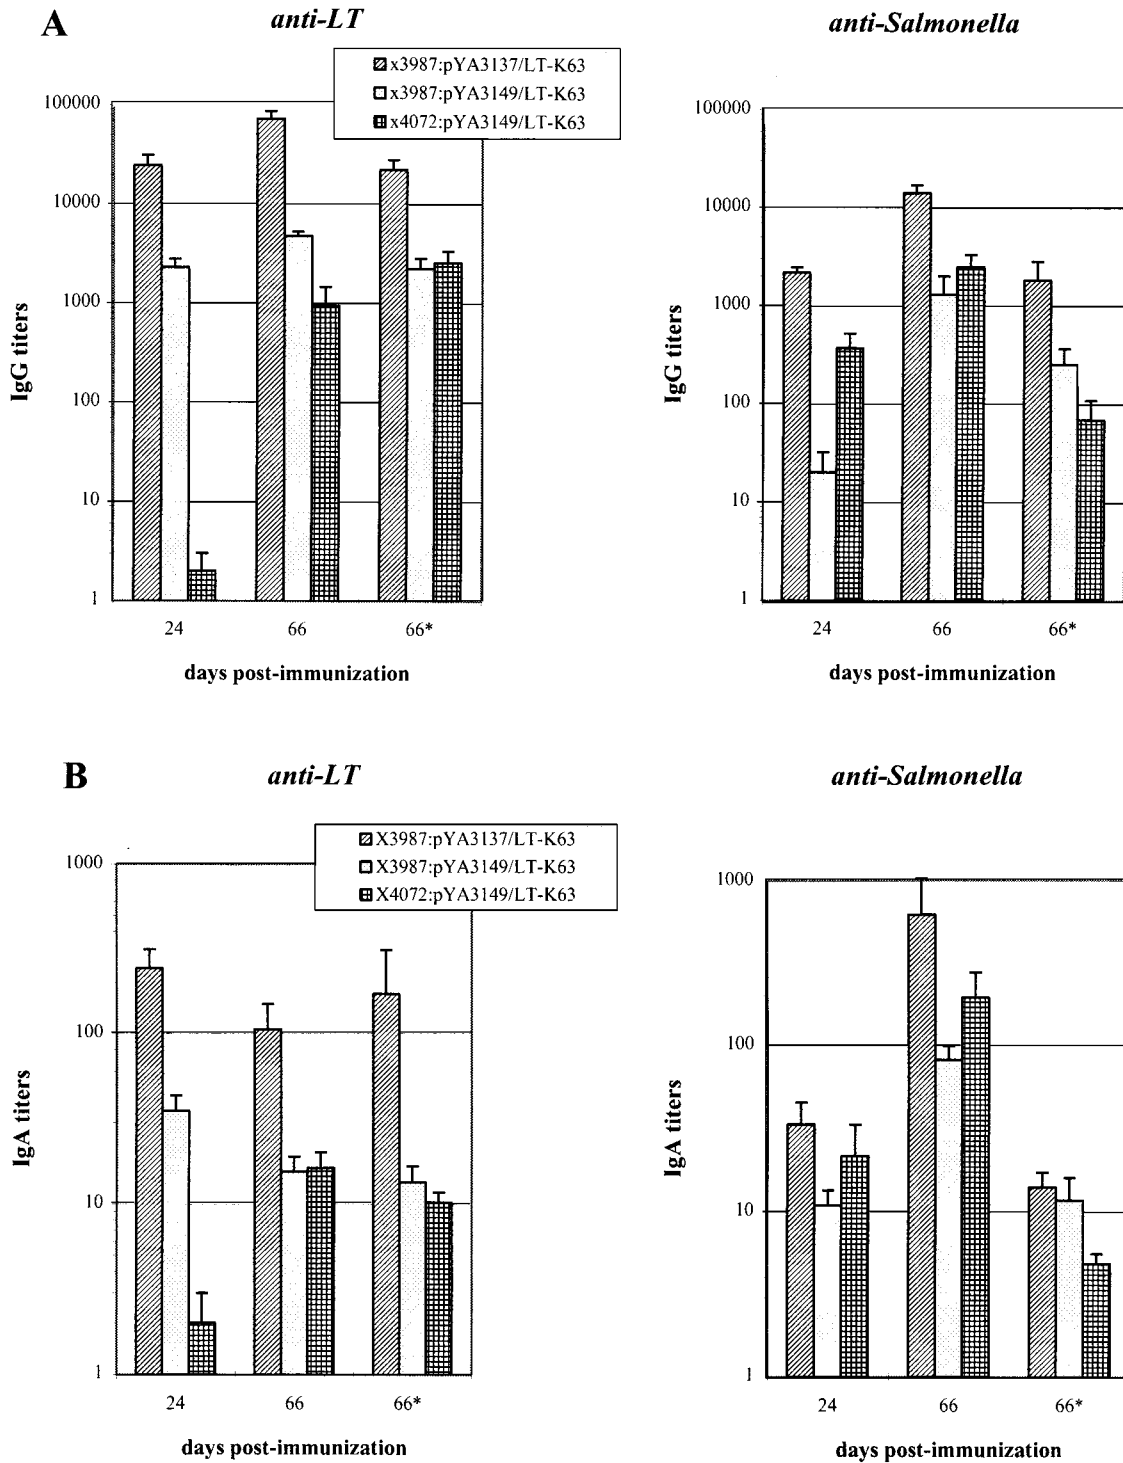 A
anti-LT
anti-Salmonella
x3987:pYA3137/LT-K63
x3987:pYA3149/LT-K63
x4072:pYA3149/LT-K63
100000
10000
1000
100
10
1
IgG titers
24 66 66*
days post-immunization
100000
10000
1000
100
10
1
IgG titers
24 66 66*
days post-immunization
B
anti-LT
anti-Salmonella
X3987:pYA3137/LT-K63
X3987:pYA3149/LT-K63
X4072:pYA3149/LT-K63
1000
100
10
1
IgA titers
24 66 66*
days post-immunization
1000
100
10
1
IgA titers
24 66 66*
days post-immunization